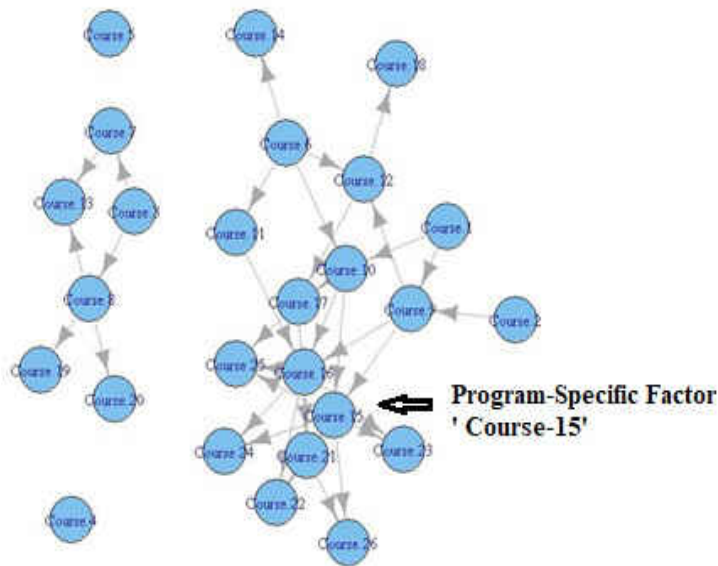 Course.5
Course.14
Course.18
Course.7
Course.6
Course.12
Course.13
Course.3
Course.11
Course.1
Course.10
Course.8
Course.17
Course.9
Course.2
Course.19
Course.25
Course.16
Course.20
Course.15
Program-Specific Factor
' Course-15'
Course.24
Course.21
Course.23
Course.22
Course.4
Course.26